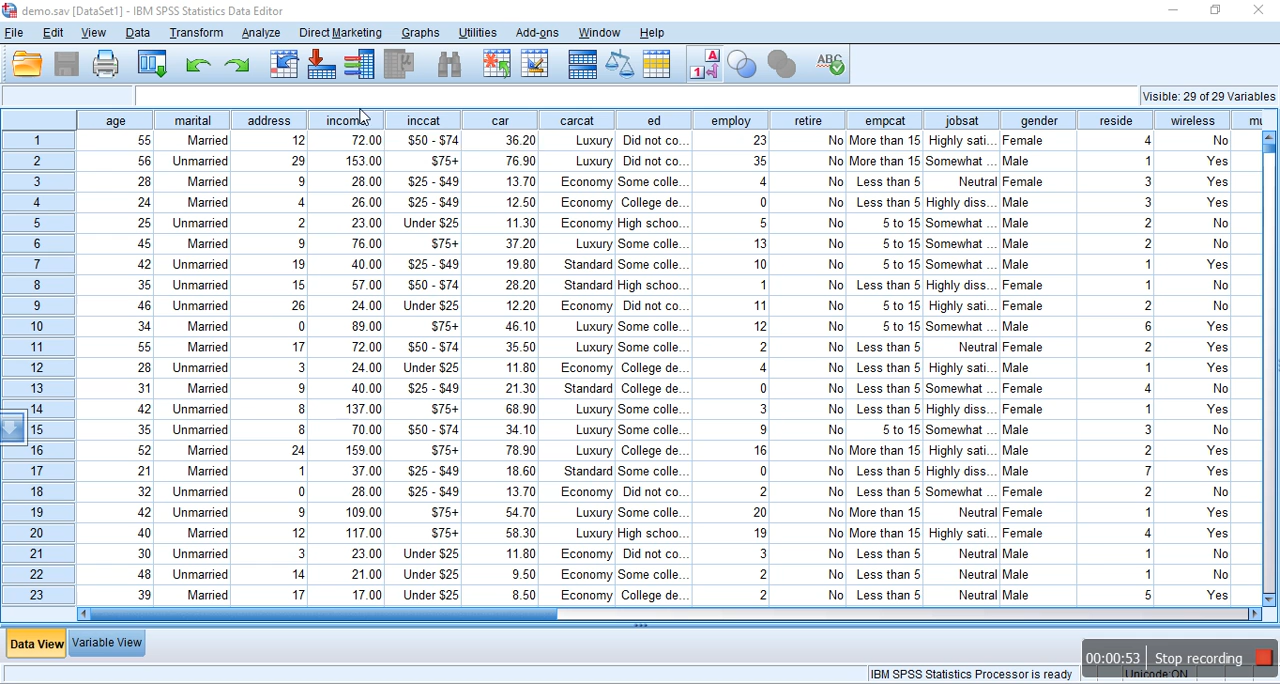 demo.sav [DataSet1] - IBM SPSS Statistics Data Editor
File Edit View Data Transform Analyze Direct Marketing Graphs Utilities Add-ons Window Help
Visible: 29 of 29 Variables
age marital address income inccat car carcat ed employ retire empcat jobsat gender reside wireless mu
1 55 Married 12 72.00 $50 - $74 36.20 Luxury Did not co... 23 No More than 15 Highly sati... Female 4 No
2 56 Unmarried 29 153.00 $75+ 76.90 Luxury Did not co... 35 No More than 15 Somewhat ... Male 1 Yes
3 28 Married 9 28.00 $25 - $49 13.70 Economy Some colle... 4 No Less than 5 Neutral Female 3 Yes
4 24 Married 4 26.00 $25 - $49 12.50 Economy College de... 0 No Less than 5 Highly diss... Male 3 Yes
5 25 Unmarried 2 23.00 Under $25 11.30 Economy High schoo... 5 No 5 to 15 Somewhat ... Male 2 No
6 45 Married 9 76.00 $75+ 37.20 Luxury Some colle... 13 No 5 to 15 Somewhat ... Male 2 No
7 42 Unmarried 19 40.00 $25 - $49 19.80 Standard Some colle... 10 No 5 to 15 Somewhat ... Male 1 Yes
8 35 Unmarried 15 57.00 $50 - $74 28.20 Standard High schoo... 1 No Less than 5 Highly diss... Female 1 No
9 46 Unmarried 26 24.00 Under $25 12.20 Economy Did not co... 11 No 5 to 15 Highly sati... Female 2 No
10 34 Married 0 89.00 $75+ 46.10 Luxury Some colle... 12 No 5 to 15 Somewhat ... Male 6 Yes
11 55 Married 17 72.00 $50 - $74 35.50 Luxury Some colle... 2 No Less than 5 Neutral Female 2 Yes
12 28 Unmarried 3 24.00 Under $25 11.80 Economy College de... 4 No Less than 5 Highly sati... Male 1 Yes
13 31 Married 9 40.00 $25 - $49 21.30 Standard College de... 0 No Less than 5 Somewhat ... Female 4 No
14 42 Unmarried 8 137.00 $75+ 68.90 Luxury Some colle... 3 No Less than 5 Highly diss... Female 1 Yes
15 35 Unmarried 8 70.00 $50 - $74 34.10 Luxury Some colle... 9 No 5 to 15 Somewhat ... Male 3 No
16 52 Married 24 159.00 $75+ 78.90 Luxury College de... 16 No More than 15 Highly sati... Male 2 Yes
17 21 Married 1 37.00 $25 - $49 18.60 Standard Some colle... 0 No Less than 5 Highly diss... Male 7 Yes
18 32 Unmarried 0 28.00 $25 - $49 13.70 Economy Did not co... 2 No Less than 5 Somewhat ... Female 2 No
19 42 Unmarried 9 109.00 $75+ 54.70 Luxury Some colle... 20 No More than 15 Neutral Female 1 Yes
20 40 Married 12 117.00 $75+ 58.30 Luxury High schoo... 19 No More than 15 Highly sati... Female 4 Yes
21 30 Unmarried 3 23.00 Under $25 11.80 Economy Did not co... 3 No Less than 5 Neutral Male 1 No
22 48 Unmarried 14 21.00 Under $25 9.50 Economy Some colle... 2 No Less than 5 Neutral Male 1 No
23 39 Married 17 17.00 Under $25 8.50 Economy College de... 2 No Less than 5 Neutral Male 5 Yes
Data View Variable View
00:00:53 Stop recording
IBM SPSS Statistics Processor is ready Unicode:ON